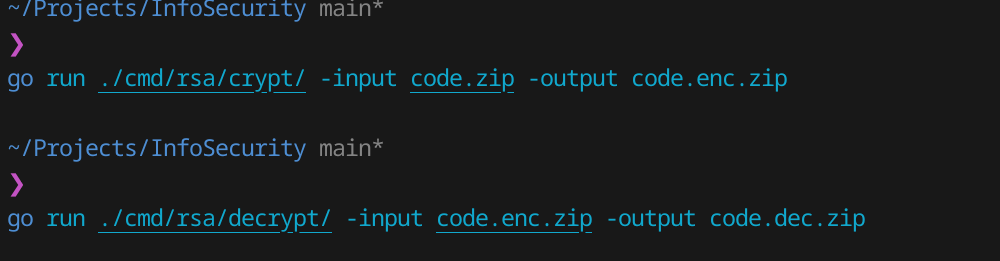 ~/Projects/InfoSecurity main*
❯
go run ./cmd/rsa/crypt/ -input code.zip -output code.enc.zip
~/Projects/InfoSecurity main*
❯
go run ./cmd/rsa/decrypt/ -input code.enc.zip -output code.dec.zip